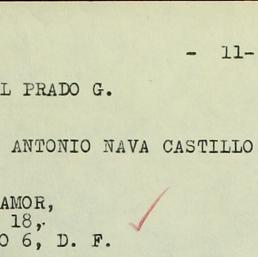 - 11-
L PRADO G.
ANTONIO NAVA CASTILLO
AMOR,
18,.
O 6, D. F.